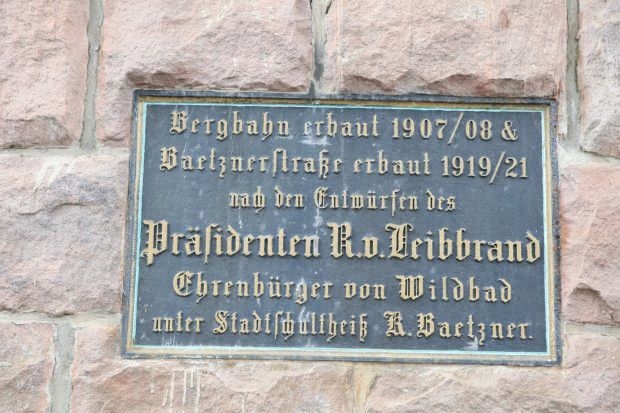 Bergbahn erbaut 1907/08 &
Baetznerſtraße erbaut 1919/21
nach den Entwürfen des
Präſidenten R.v.Leibbrand
Ehrenbürger von Wildbad
unter Stadtſchultheiß K.Baetzner.